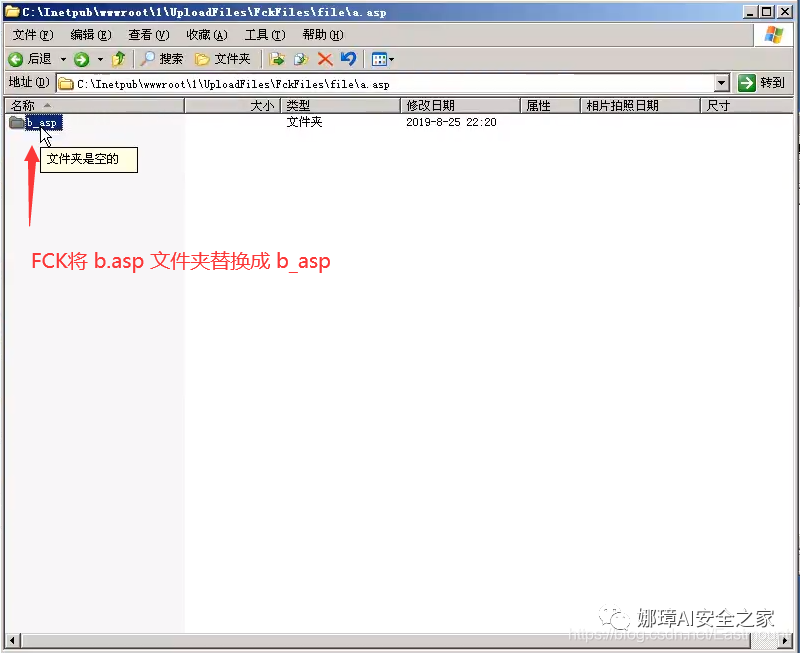 C:\Inetpub\wwwroot\1\UploadFiles\FckFiles\file\a.asp
文件(F) 编辑(E) 查看(V) 收藏(A) 工具(T) 帮助(H)
后退 搜索 文件夹
地址(D) C:\Inetpub\wwwroot\1\UploadFiles\FckFiles\file\a.asp 转到
名称 大小 类型 修改日期 属性 相片拍照日期 尺寸
b_asp 文件夹 2019-8-25 22:20
文件夹是空的
FCK将 b.asp 文件夹替换成 b_asp
娜璋AI安全之家
https://blog.csdn.net/Eastmount